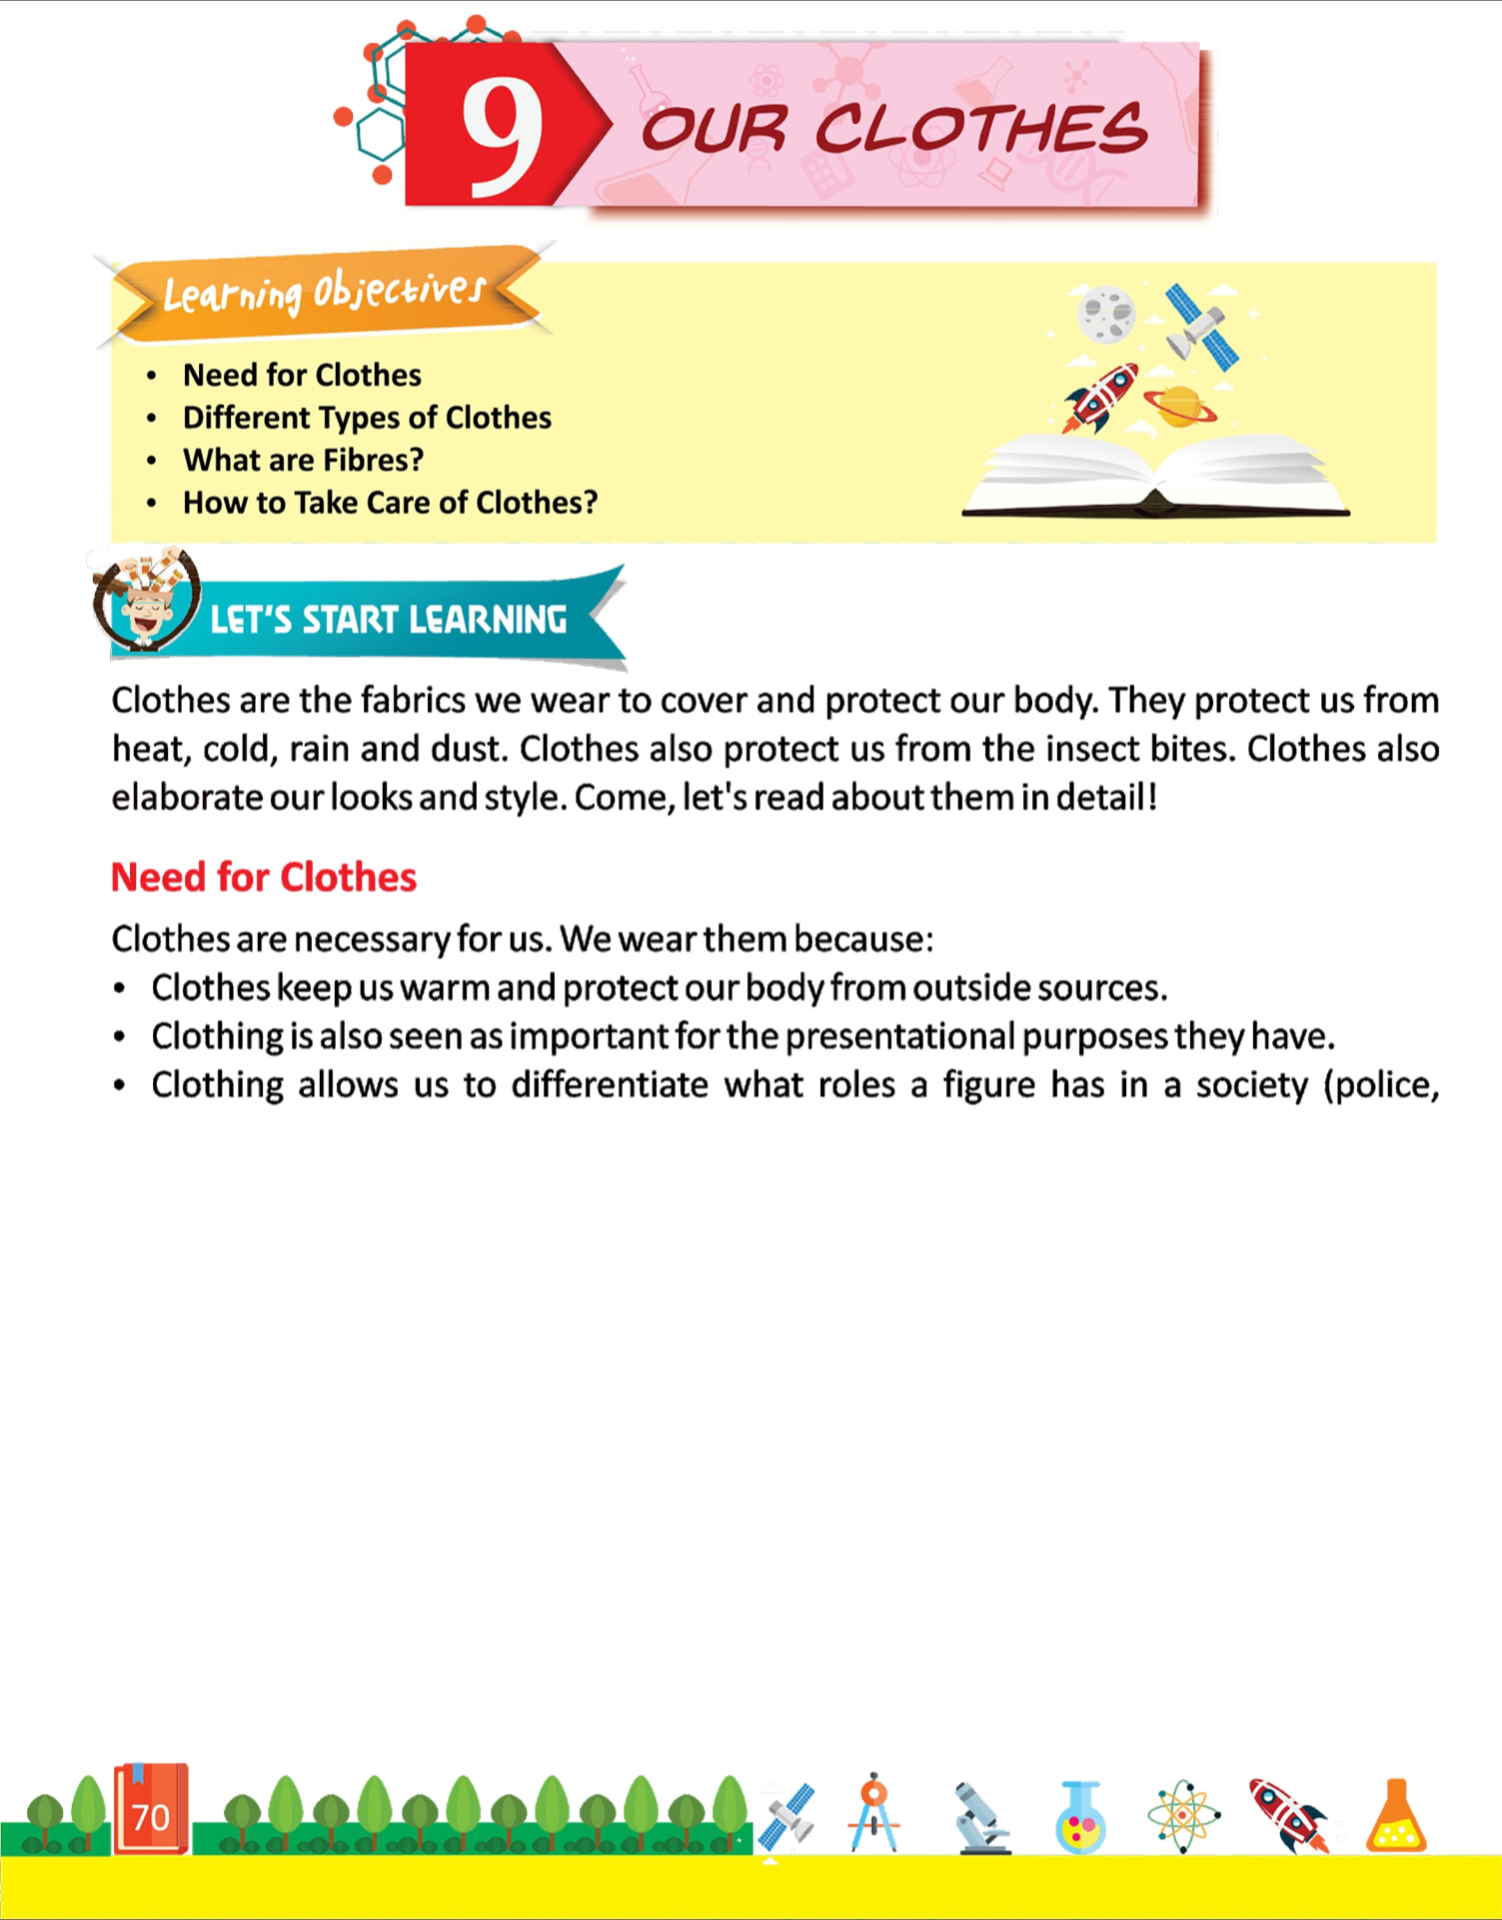 9
OUR CLOTHES
Learning Objectives
• Need for Clothes
• Different Types of Clothes
• What are Fibres?
• How to Take Care of Clothes?
LET'S START LEARNING
Clothes are the fabrics we wear to cover and protect our body. They protect us from
heat, cold, rain and dust. Clothes also protect us from the insect bites. Clothes also
elaborate our looks and style. Come, let's read about them in detail!
Need for Clothes
Clothes are necessary for us. We wear them because:
• Clothes keep us warm and protect our body from outside sources.
• Clothing is also seen as important for the presentational purposes they have.
• Clothing allows us to differentiate what roles a figure has in a society (police,
70